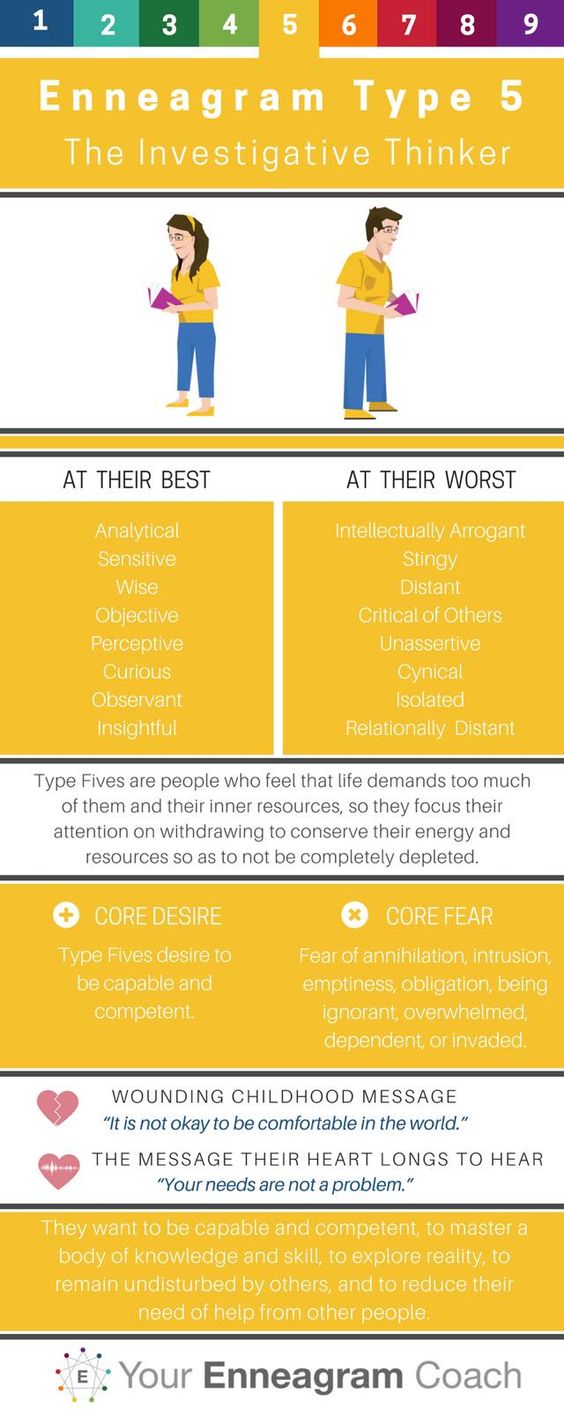 1 2 3 4 5 6 7 8 9
Enneagram Type 5
The Investigative Thinker
AT THEIR BEST
Analytical
Sensitive
Wise
Objective
Perceptive
Curious
Observant
Insightful
AT THEIR WORST
Intellectually Arrogant
Stingy
Distant
Critical of Others
Unassertive
Cynical
Isolated
Relationally Distant
Type Fives are people who feel that life demands too much
of them and their inner resources, so they focus their
attention on withdrawing to conserve their energy and
resources so as to not be completely depleted.
CORE DESIRE
Type Fives desire to
be capable and
competent.
CORE FEAR
Fear of annihilation, intrusion,
emptiness, obligation, being
ignorant, overwhelmed,
dependent, or invaded.
WOUNDING CHILDHOOD MESSAGE
“It is not okay to be comfortable in the world.”
THE MESSAGE THEIR HEART LONGS TO HEAR
“Your needs are not a problem.”
They want to be capable and competent, to master a
body of knowledge and skill, to explore reality, to
remain undisturbed by others, and to reduce their
need of help from other people.
E Your Enneagram Coach